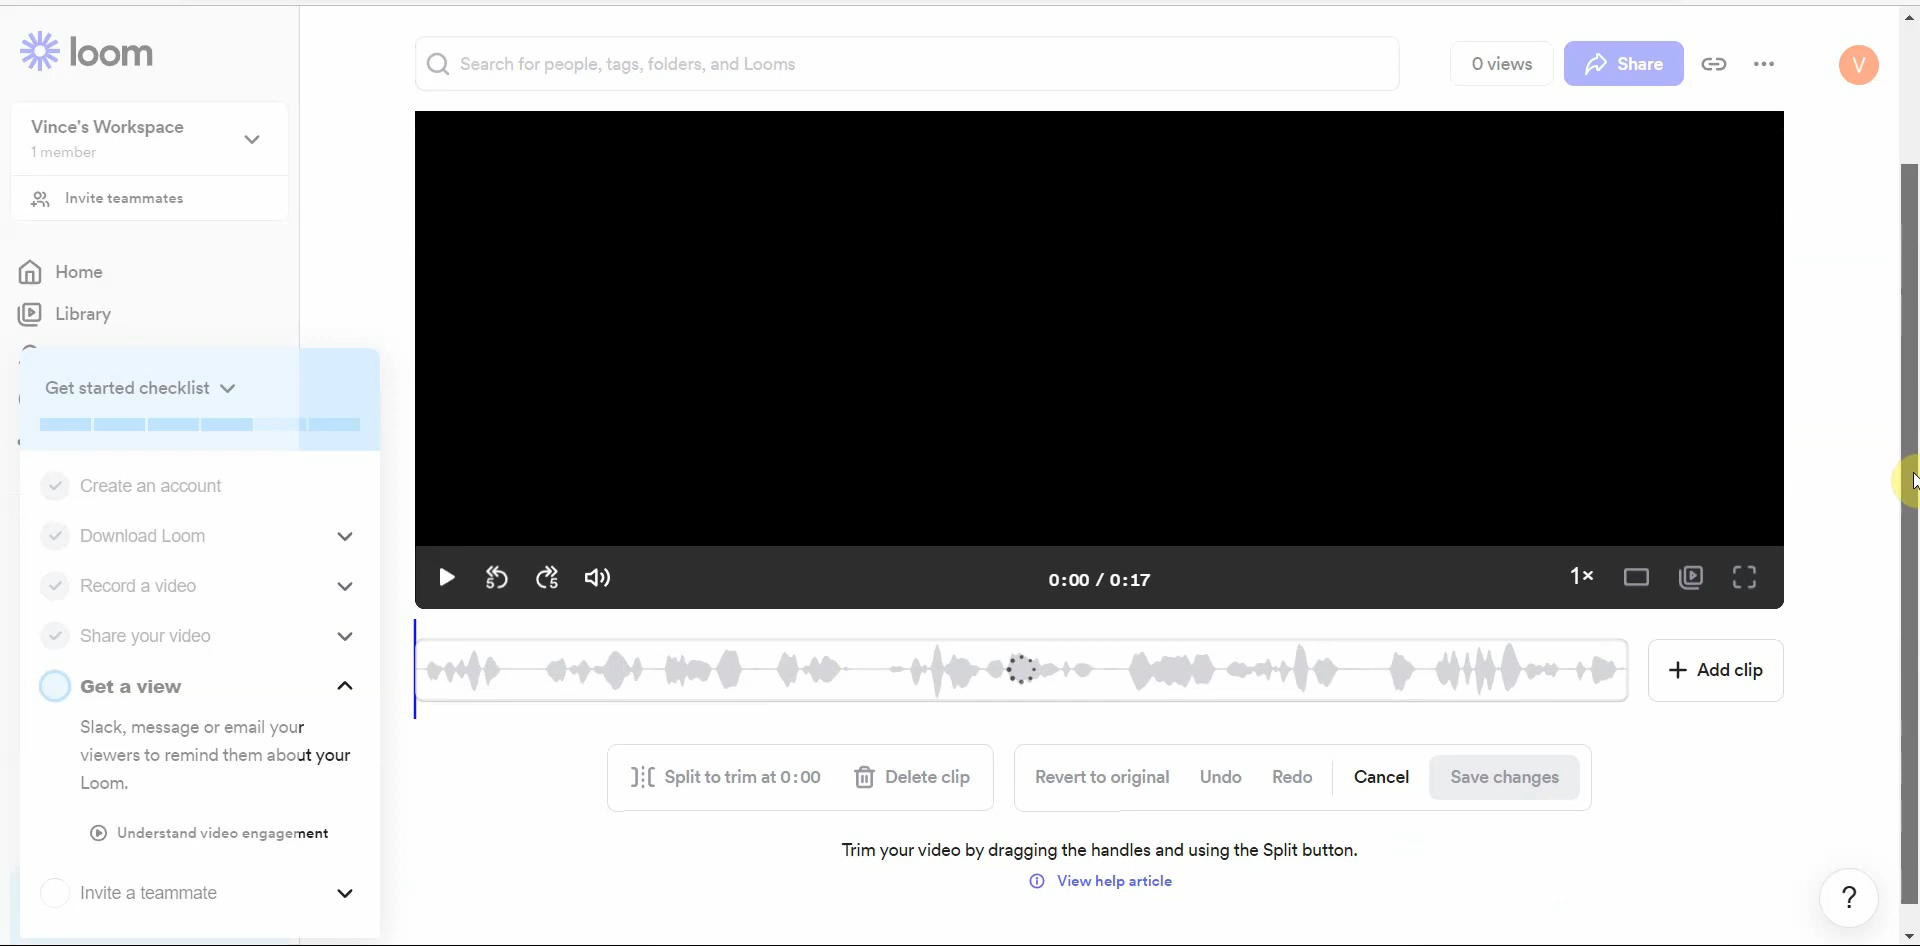 loom
Search for people, tags, folders, and Looms
0 views
Share
V
Vince's Workspace
1 member
Invite teammates
Home
Library
Get started checklist
Create an account
Download Loom
Record a video
Share your video
Get a view
Slack, message or email your
viewers to remind them about your
Loom.
Understand video engagement
Invite a teammate
5
5
0:00 / 0:17
1×
+ Add clip
Split to trim at 0:00
Delete clip
Revert to original
Undo
Redo
Cancel
Save changes
Trim your video by dragging the handles and using the Split button.
View help article
?